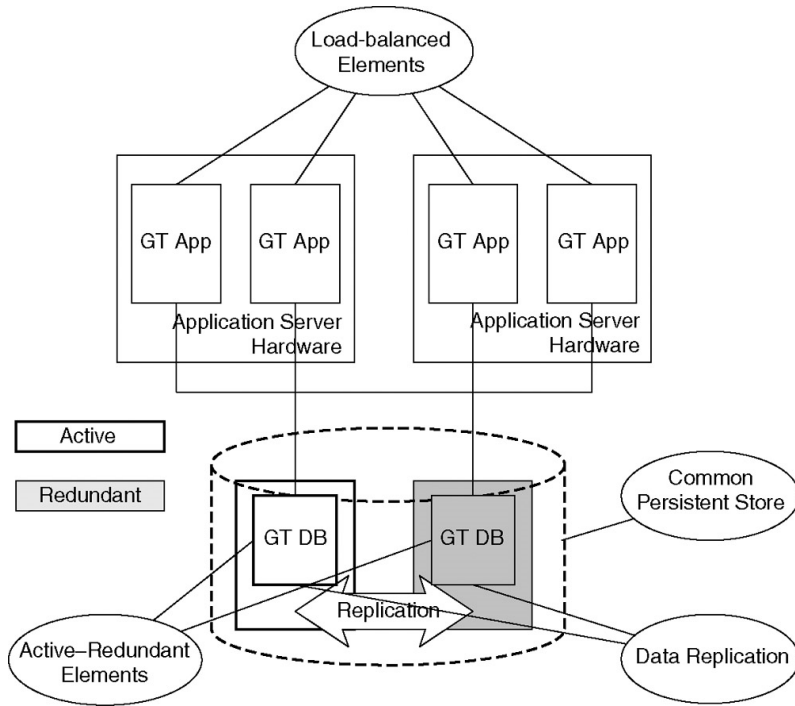 Load-balanced
Elements
GT App
GT App
GT App
GT App
Application Server
Hardware
Application Server
Hardware
Active
Redundant
Common
Persistent Store
GT DB
GT DB
Replication
Active–Redundant
Elements
Data Replication